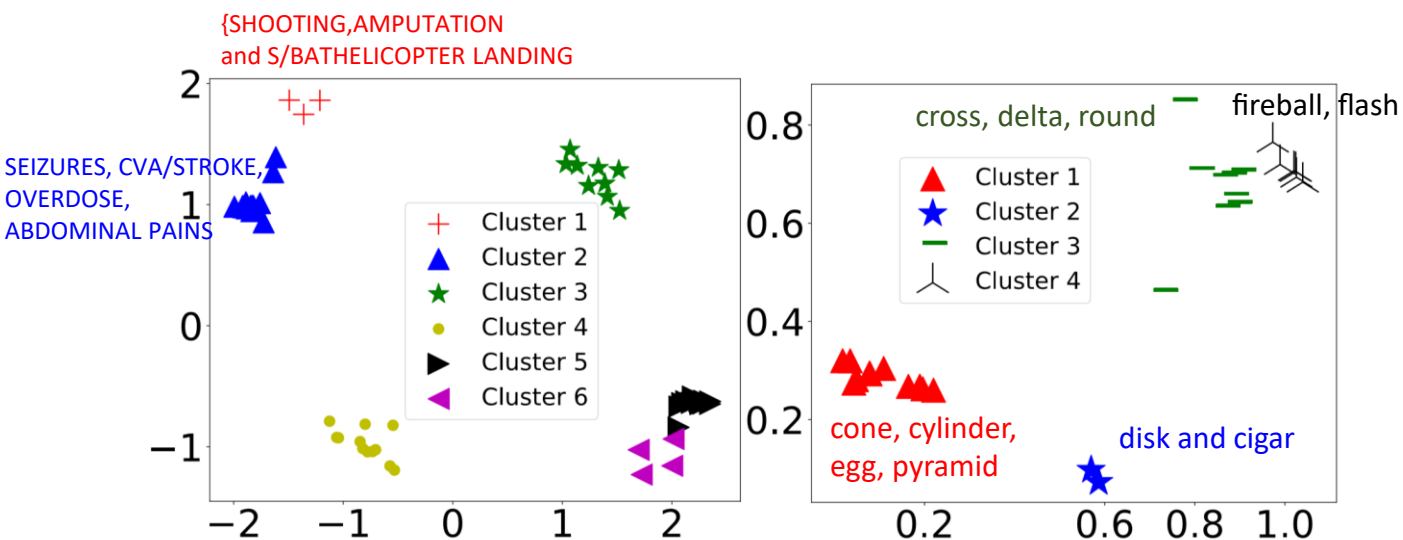 {SHOOTING,AMPUTATION
and S/BATHELICOPTER LANDING
SEIZURES, CVA/STROKE,
OVERDOSE,
ABDOMINAL PAINS
2
1
0
−1
−2
−1
0
1
2
Cluster 1
Cluster 2
Cluster 3
Cluster 4
Cluster 5
Cluster 6
cross, delta, round
fireball, flash
Cluster 1
Cluster 2
Cluster 3
Cluster 4
cone, cylinder,
egg, pyramid
disk and cigar
0.8
0.6
0.4
0.2
0.2
0.6
0.8
1.0